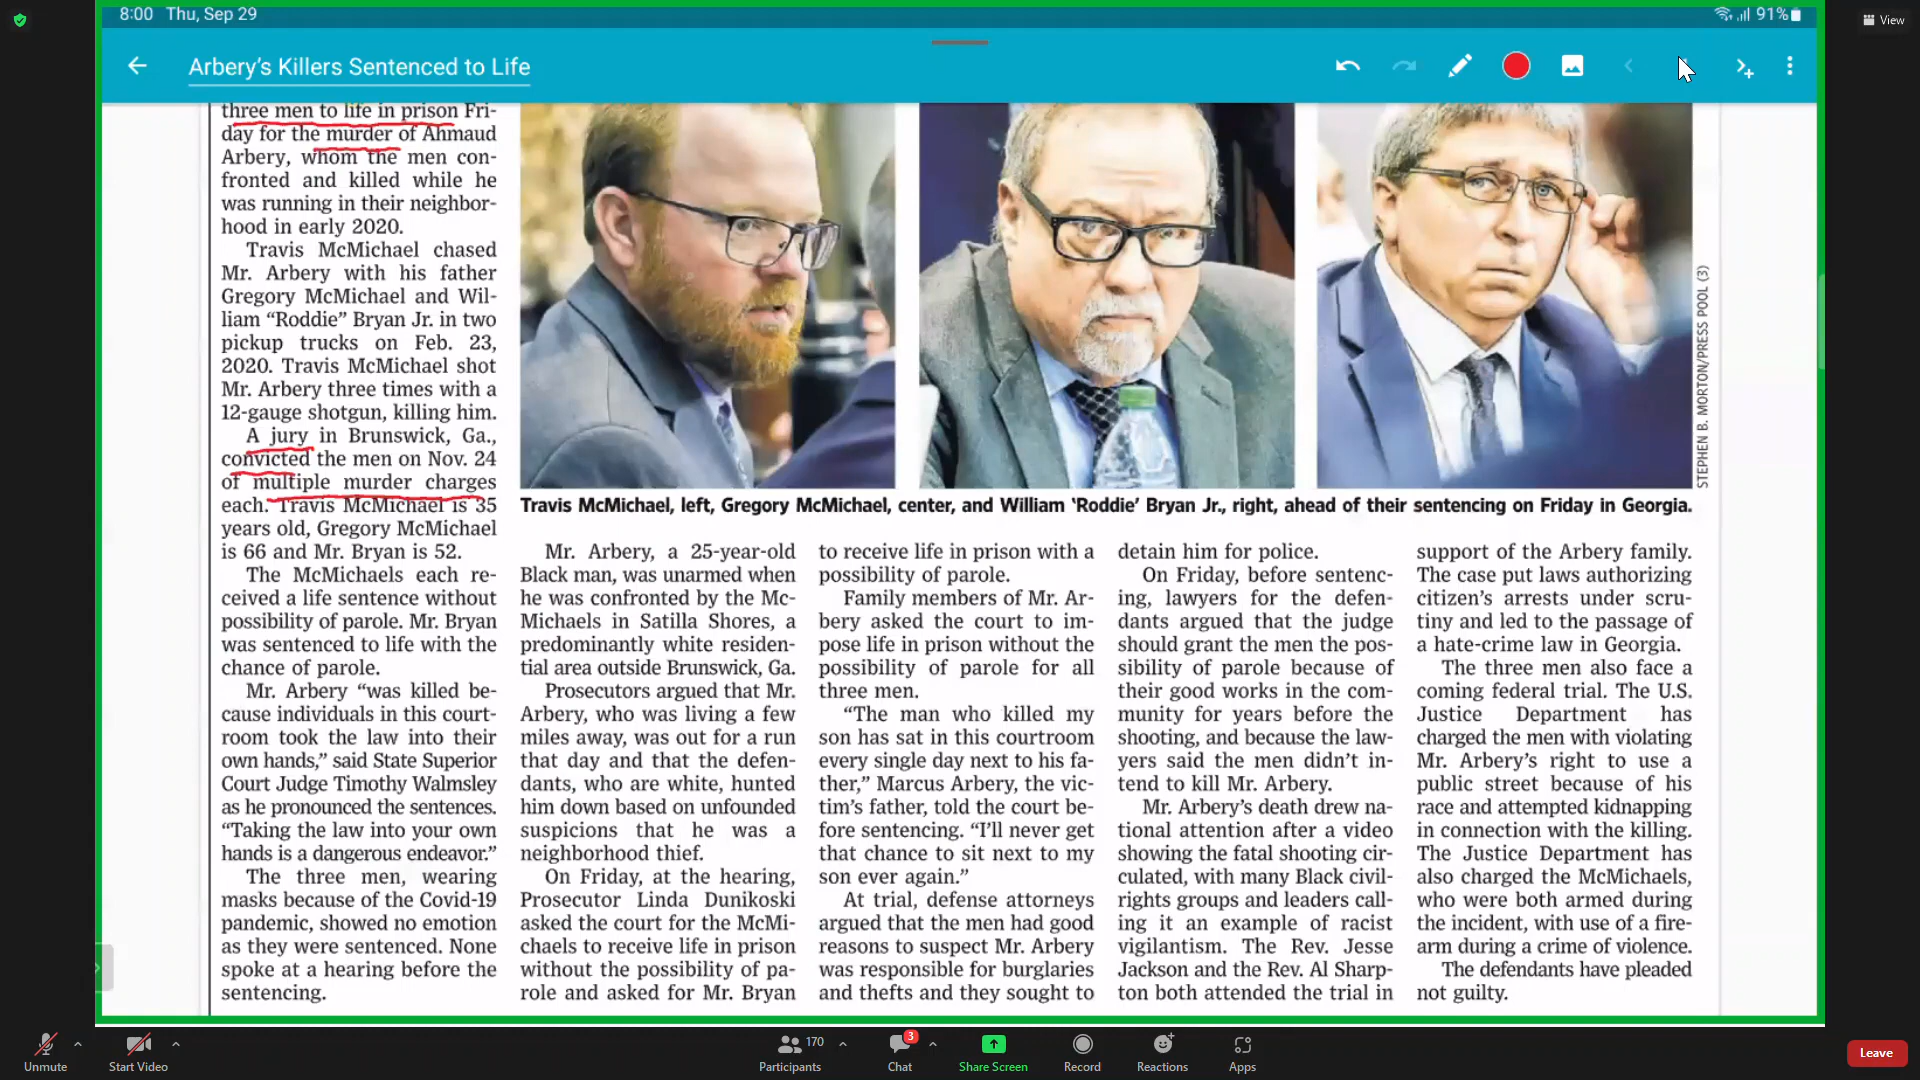 8:00 Thu, Sep 29
91%
View
Arbery's Killers Sentenced to Life
three men to life in prison Fri-
day for the murder of Ahmaud
Arbery, whom the men con-
fronted and killed while he
was running in their neighbor-
hood in early 2020.
Travis McMichael chased
Mr. Arbery with his father
Gregory McMichael and Wil-
liam “Roddie” Bryan Jr. in two
pickup trucks on Feb. 23,
2020. Travis McMichael shot
Mr. Arbery three times with a
12-gauge shotgun, killing him.
A jury in Brunswick, Ga.,
convicted the men on Nov. 24
of multiple murder charges
each. Travis McMichael is 35
years old, Gregory McMichael
is 66 and Mr. Bryan is 52.
The McMichaels each re-
ceived a life sentence without
possibility of parole. Mr. Bryan
was sentenced to life with the
chance of parole.
Mr. Arbery “was killed be-
cause individuals in this court-
room took the law into their
own hands,” said State Superior
Court Judge Timothy Walmsley
as he pronounced the sentences.
“Taking the law into your own
hands is a dangerous endeavor.”
The three men, wearing
masks because of the Covid-19
pandemic, showed no emotion
as they were sentenced. None
spoke at a hearing before the
sentencing.
STEPHEN B. MORTON/PRESS POOL (3)
Travis McMichael, left, Gregory McMichael, center, and William ‘Roddie’ Bryan Jr., right, ahead of their sentencing on Friday in Georgia.
Mr. Arbery, a 25-year-old
Black man, was unarmed when
he was confronted by the Mc-
Michaels in Satilla Shores, a
predominantly white residen-
tial area outside Brunswick, Ga.
Prosecutors argued that Mr.
Arbery, who was living a few
miles away, was out for a run
that day and that the defen-
dants, who are white, hunted
him down based on unfounded
suspicions that he was a
neighborhood thief.
On Friday, at the hearing,
Prosecutor Linda Dunikoski
asked the court for the McMi-
chaels to receive life in prison
without the possibility of pa-
role and asked for Mr. Bryan
to receive life in prison with a
possibility of parole.
Family members of Mr. Ar-
bery asked the court to im-
pose life in prison without the
possibility of parole for all
three men.
“The man who killed my
son has sat in this courtroom
every single day next to his fa-
ther,” Marcus Arbery, the vic-
tim’s father, told the court be-
fore sentencing. “I’ll never get
that chance to sit next to my
son ever again.”
At trial, defense attorneys
argued that the men had good
reasons to suspect Mr. Arbery
was responsible for burglaries
and thefts and they sought to
detain him for police.
On Friday, before sentenc-
ing, lawyers for the defen-
dants argued that the judge
should grant the men the pos-
sibility of parole because of
their good works in the com-
munity for years before the
shooting, and because the law-
yers said the men didn’t in-
tend to kill Mr. Arbery.
Mr. Arbery’s death drew na-
tional attention after a video
showing the fatal shooting cir-
culated, with many Black civil-
rights groups and leaders call-
ing it an example of racist
vigilantism. The Rev. Jesse
Jackson and the Rev. Al Sharp-
ton both attended the trial in
support of the Arbery family.
The case put laws authorizing
citizen’s arrests under scru-
tiny and led to the passage of
a hate-crime law in Georgia.
The three men also face a
coming federal trial. The U.S.
Justice Department has
charged the men with violating
Mr. Arbery’s right to use a
public street because of his
race and attempted kidnapping
in connection with the killing.
The Justice Department has
also charged the McMichaels,
who were both armed during
the incident, with use of a fire-
arm during a crime of violence.
The defendants have pleaded
not guilty.
Unmute
Start Video
170
Participants
3
Chat
Share Screen
Record
Reactions
Apps
Leave